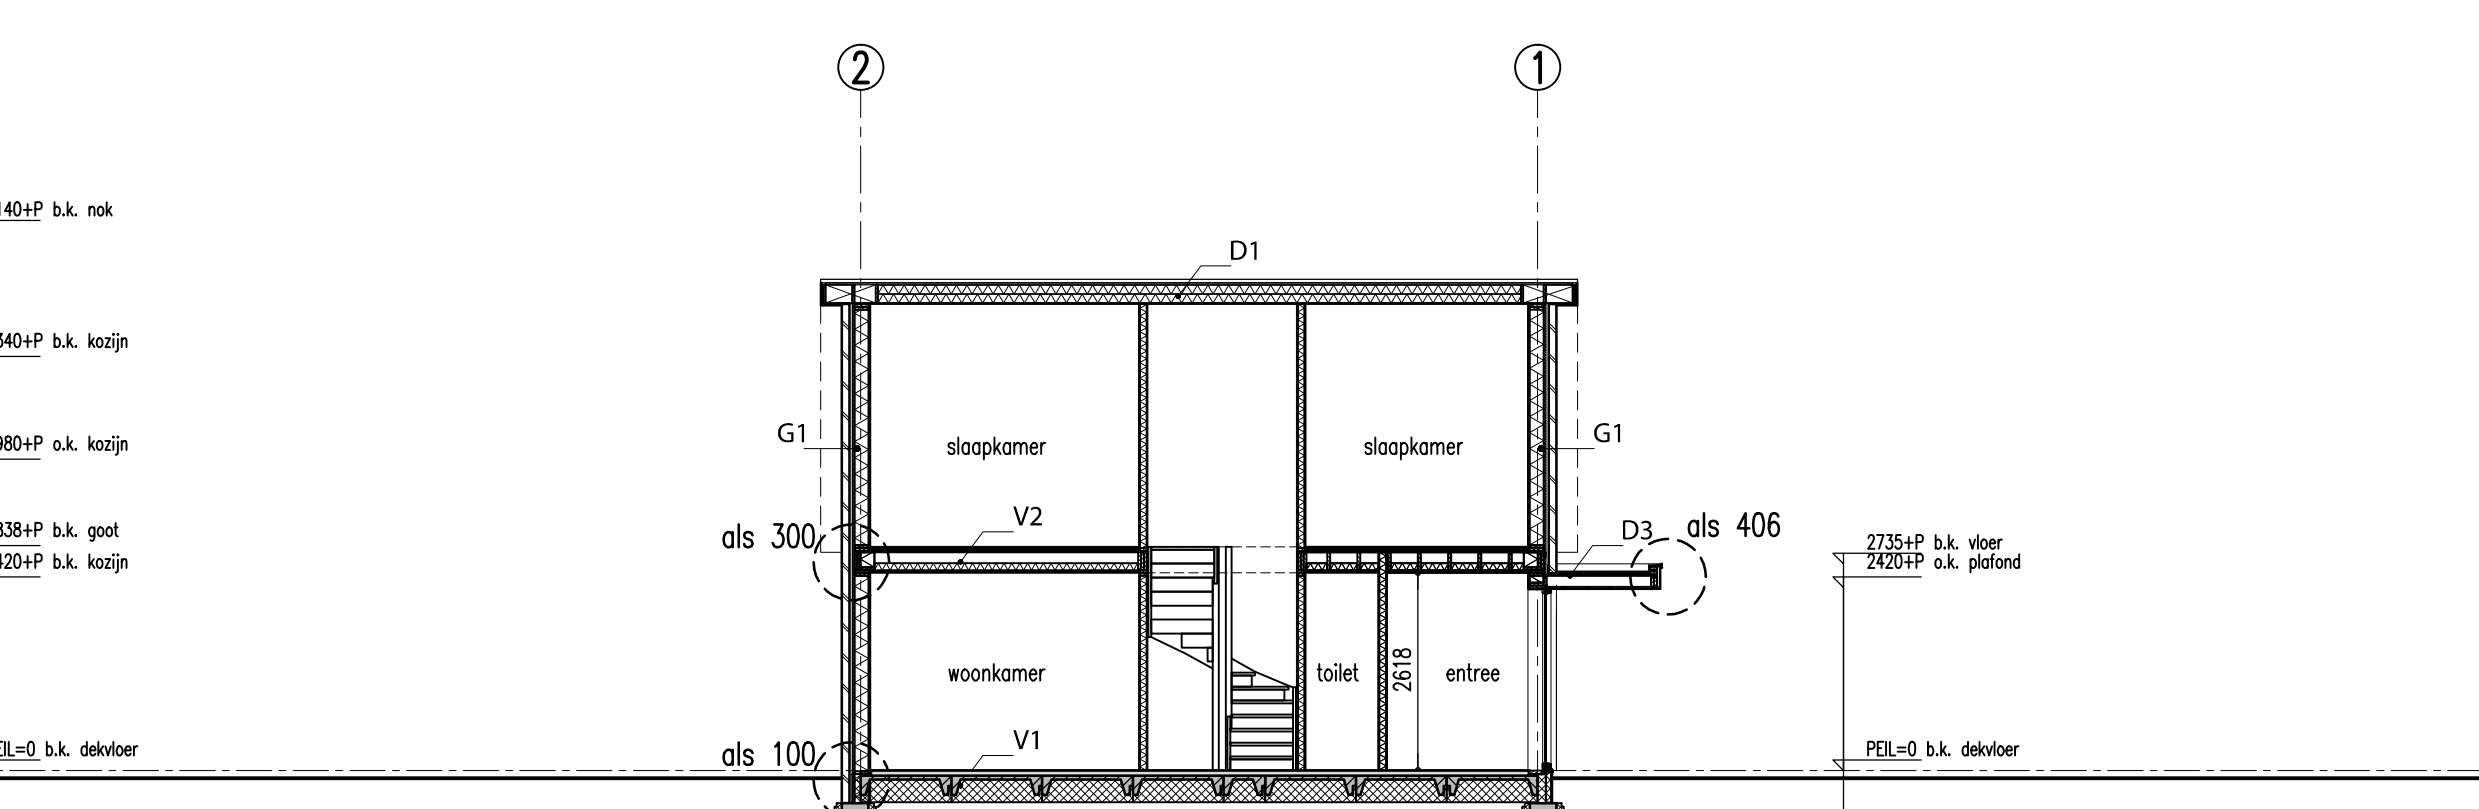 2
1
140+P b.k. nok
D1
340+P b.k. kozijn
980+P o.k. kozijn
G1
slaapkamer
slaapkamer
G1
338+P b.k. goot
420+P b.k. kozijn
als 300
V2
D3
als 406
2735+P b.k. vloer
2420+P o.k. plafond
woonkamer
toilet
2618
entree
EIL=0 b.k. dekvloer
als 100
V1
PEIL=0 b.k. dekvloer